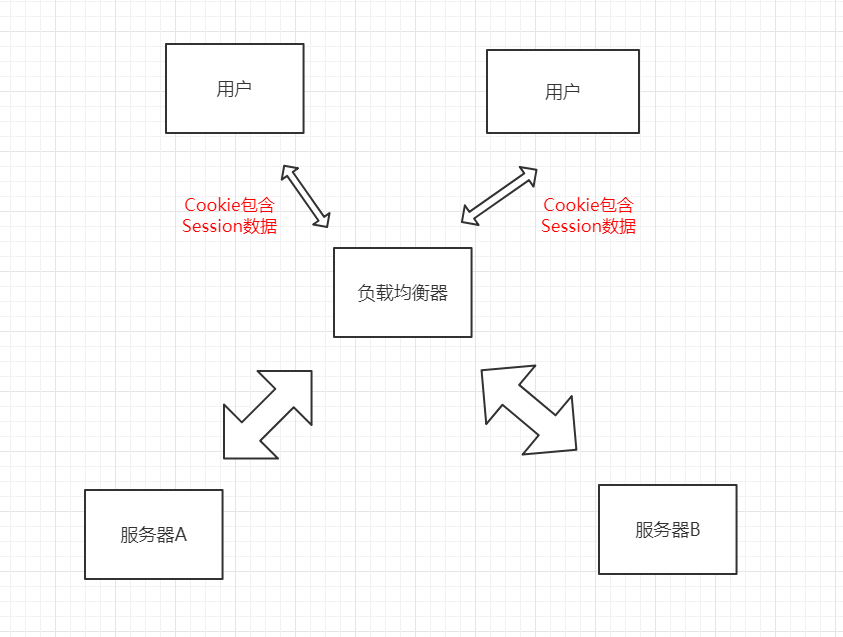 用户
用户
Cookie包含
Session数据
Cookie包含
Session数据
负载均衡器
服务器A
服务器B